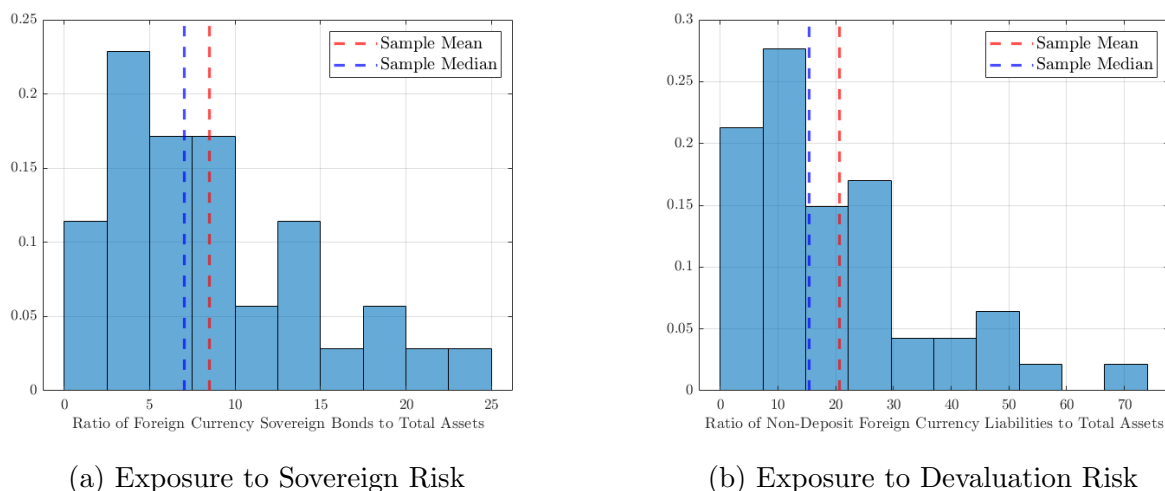 0.25
0.2
0.15
0.1
0.05
0
Sample Mean
Sample Median
0 5 10 15 20 25
Ratio of Foreign Currency Sovereign Bonds to Total Assets
(a) Exposure to Sovereign Risk
0.3
0.25
0.2
0.15
0.1
0.05
0
Sample Mean
Sample Median
0 10 20 30 40 50 60 70
Ratio of Non-Deposit Foreign Currency Liabilities to Total Assets
(b) Exposure to Devaluation Risk